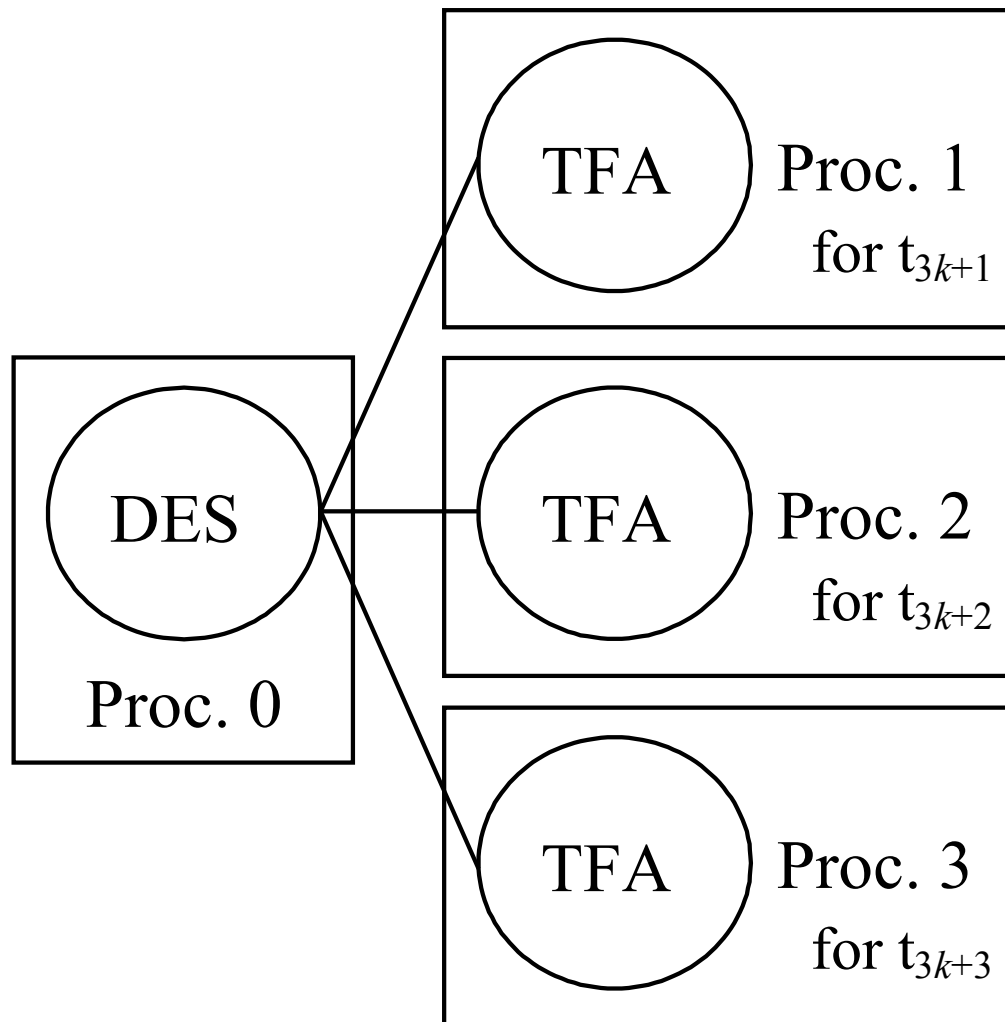 TFA
Proc. 1
for t3k+1
DES
Proc. 0
TFA
Proc. 2
for t3k+2
TFA
Proc. 3
for t3k+3